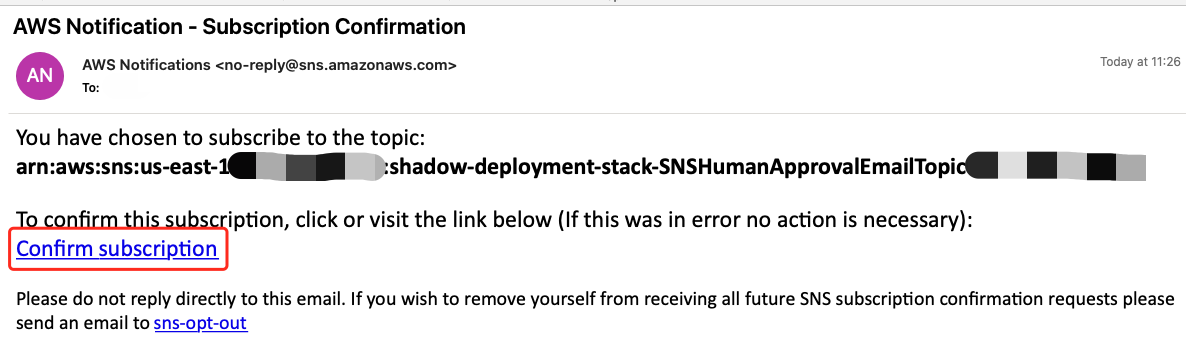 AWS Notification - Subscription Confirmation
AN
AWS Notifications <no-reply@sns.amazonaws.com>
Today at 11:26
To:
You have chosen to subscribe to the topic:
arn:aws:sns:us-east-1 :shadow-deployment-stack-SNSHumanApprovalEmailTopic
To confirm this subscription, click or visit the link below (If this was in error no action is necessary):
Confirm subscription
Please do not reply directly to this email. If you wish to remove yourself from receiving all future SNS subscription confirmation requests please
send an email to sns-opt-out